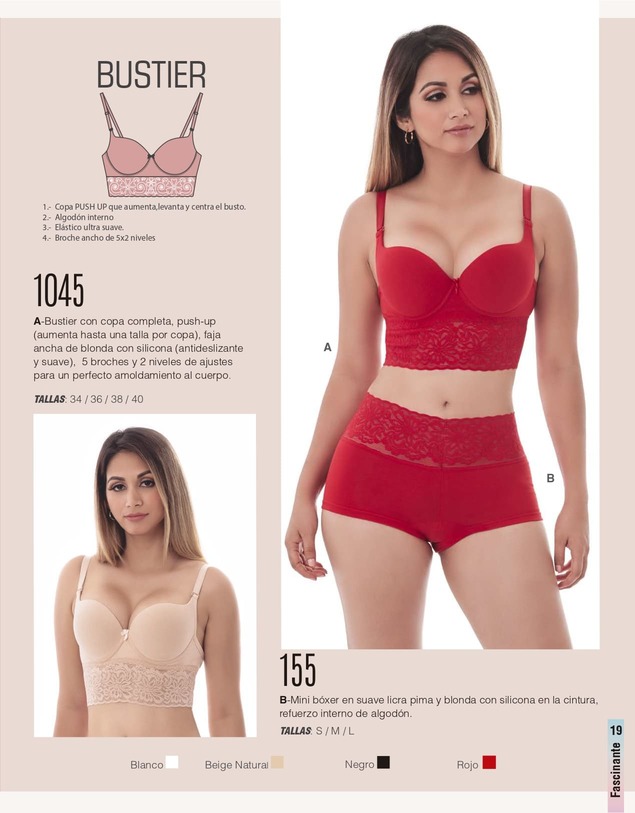 BUSTIER
1.- Copa PUSH UP que aumenta,levanta y centra el busto.
2.- Algodón interno
3.- Elástico ultra suave.
4.- Broche ancho de 5x2 niveles
1045
A-Bustier con copa completa, push-up
(aumenta hasta una talla por copa), faja
ancha de blonda con silicona (antideslizante
y suave), 5 broches y 2 niveles de ajustes
para un perfecto amoldamiento al cuerpo.
TALLAS: 34 / 36 / 38 / 40
A
B
155
B-Mini bóxer en suave licra pima y blonda con silicona en la cintura,
refuerzo interno de algodón.
TALLAS: S / M / L
Blanco
Beige Natural
Negro
Rojo
19
Fascinante